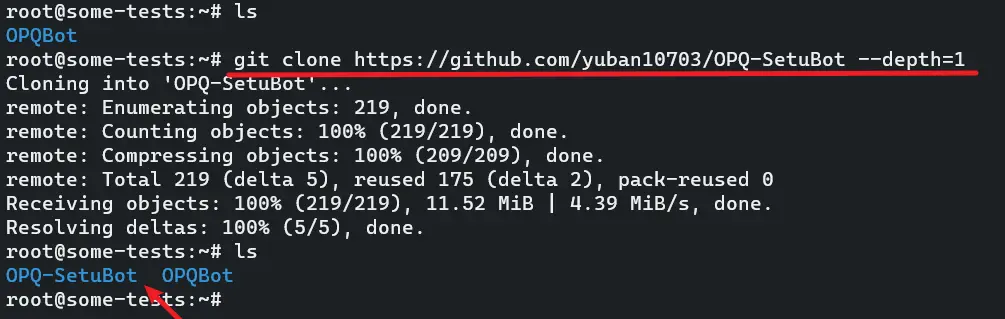 root@some-tests:~# ls
OPQBot
root@some-tests:~# git clone https://github.com/yuban10703/OPQ-SetuBot --depth=1
Cloning into 'OPQ-SetuBot'...
remote: Enumerating objects: 219, done.
remote: Counting objects: 100% (219/219), done.
remote: Compressing objects: 100% (209/209), done.
remote: Total 219 (delta 5), reused 175 (delta 2), pack-reused 0
Receiving objects: 100% (219/219), 11.52 MiB | 4.39 MiB/s, done.
Resolving deltas: 100% (5/5), done.
root@some-tests:~# ls
OPQ-SetuBot  OPQBot
root@some-tests:~#